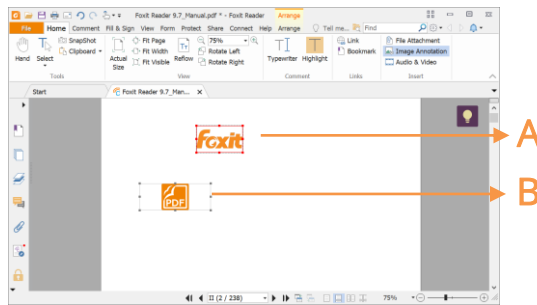 Foxit Reader 9.7_Manual.pdf * - Foxit Reader Arrange
File Home Comment Fill & Sign View Form Protect Share Connect Help Arrange Tell me... Find
Hand
Select
SnapShot
Clipboard
Actual Size
Fit Page
Fit Width
Fit Visible
Reflow
75%
Rotate Left
Rotate Right
Typewriter
Highlight
Link
Bookmark
File Attachment
Image Annotation
Audio & Video
Tools View Comment Links Insert
Start Foxit Reader 9.7_Man... X
foxit
A
PDF
B
II (2 / 238) 75%